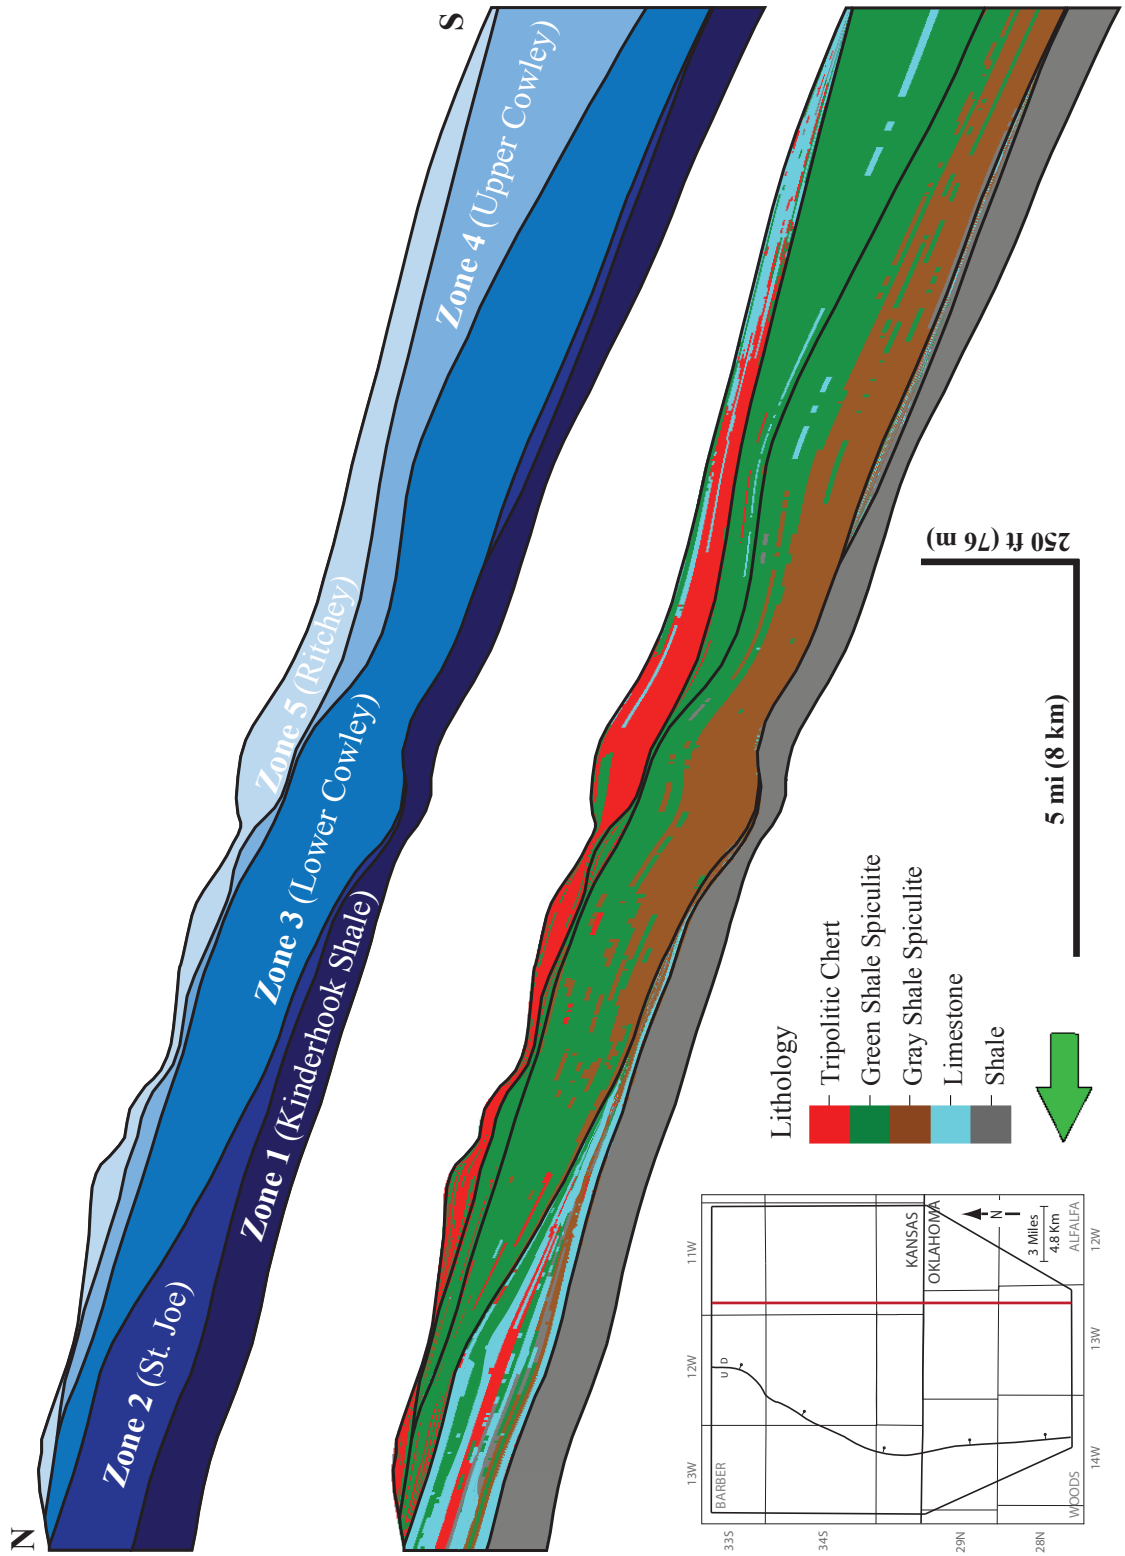 N
S
Zone 5 (Ritchey)
Zone 4 (Upper Cowley)
Zone 3 (Lower Cowley)
Zone 2 (St. Joe)
Zone 1 (Kinderhook Shale)
250 ft (76 m)
5 mi (8 km)
Lithology
Tripolitic Chert
Green Shale Spiculite
Gray Shale Spiculite
Limestone
Shale
13W
12W
11W
BARBER
33S
34S
29N
28N
U
D
KANSAS
OKLAHOMA
N
3 Miles
4.8 Km
WOODS
ALFALFA
14W
13W
12W